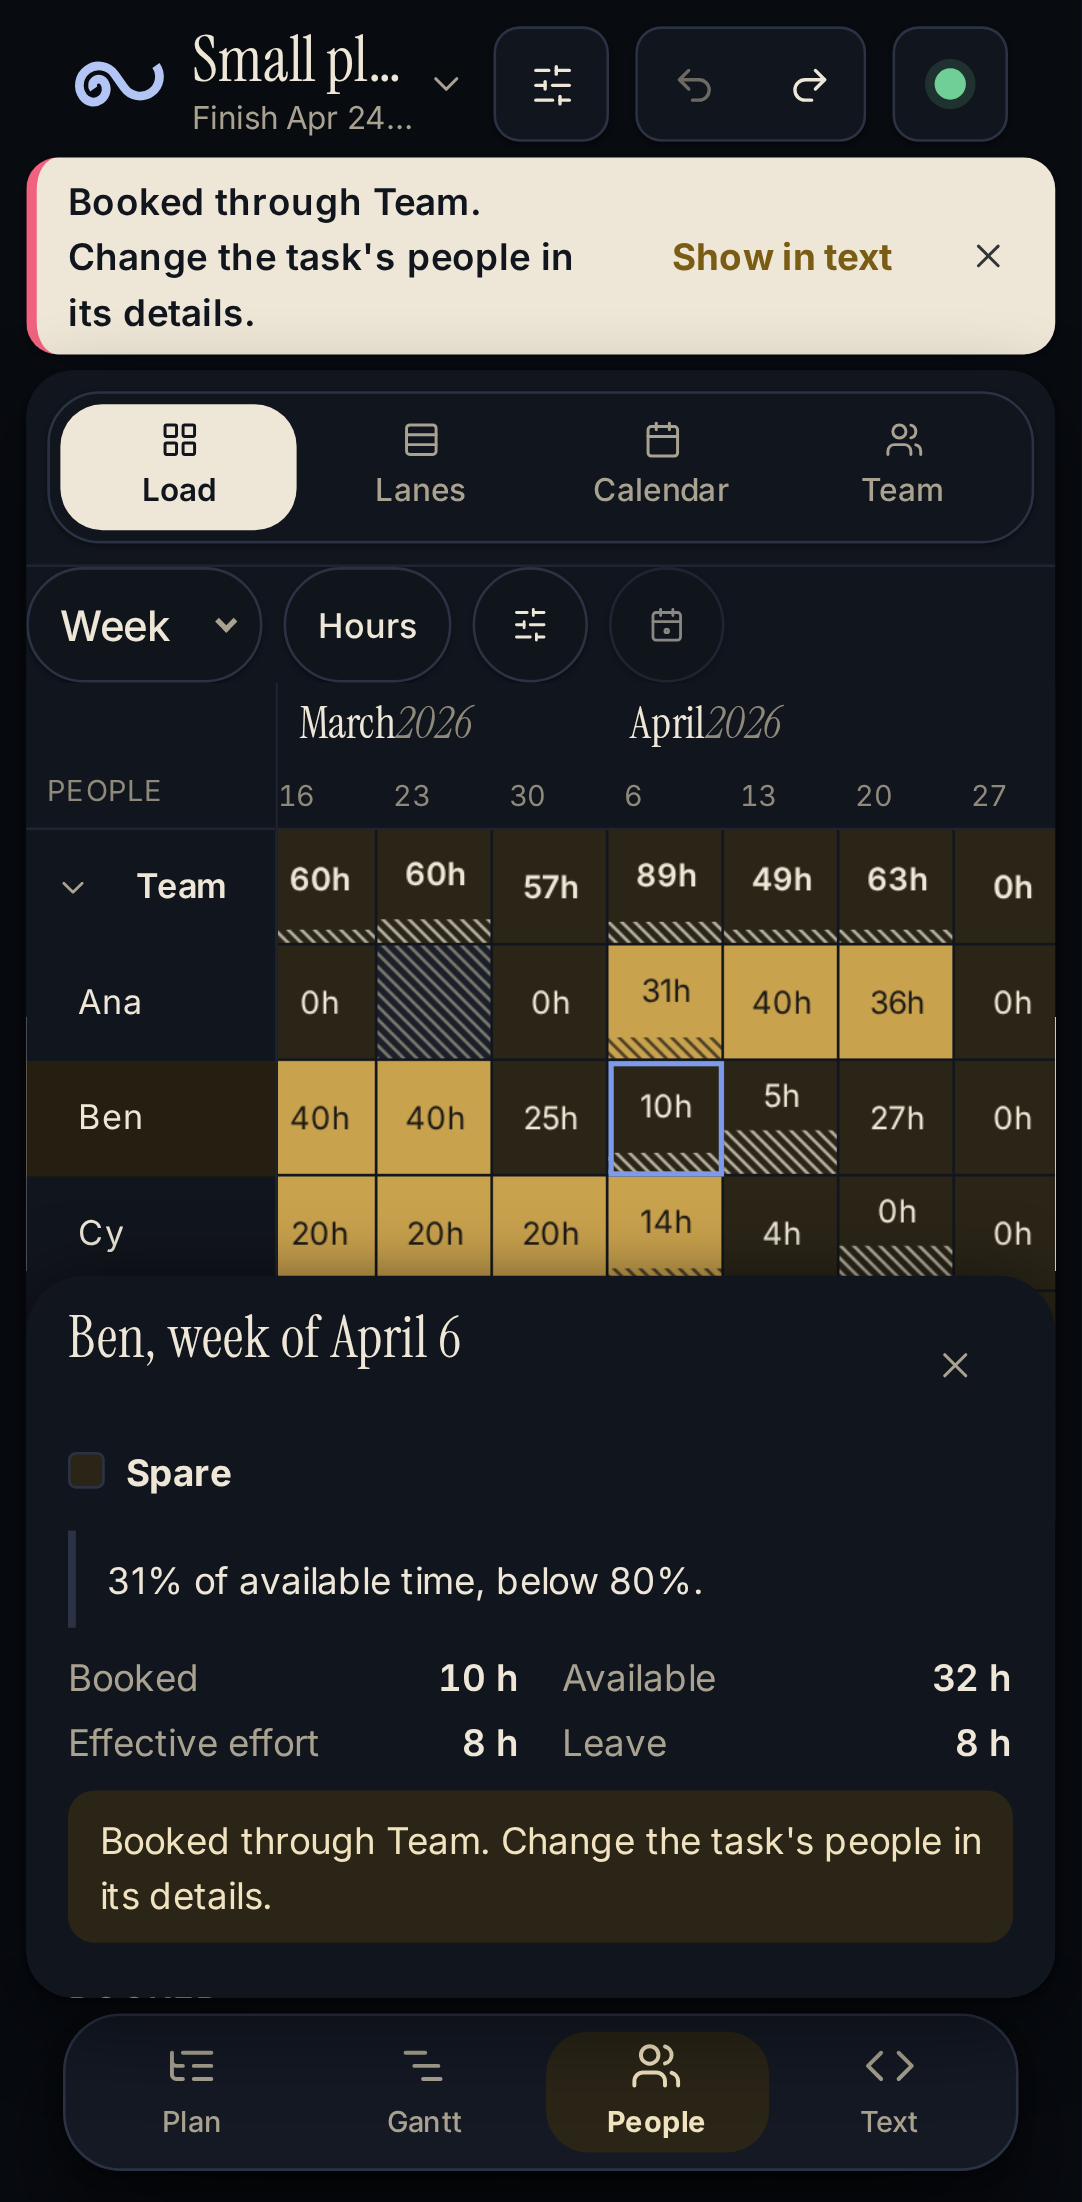 Small pl...
Finish Apr 24...
Booked through Team.
Change the task's people in
its details.
Show in text
Load
Lanes
Calendar
Team
Week
Hours
March 2026
April 2026
PEOPLE
16 23 30 6 13 20 27
Team 60h 60h 57h 89h 49h 63h 0h
Ana 0h 0h 31h 40h 36h 0h
Ben 40h 40h 25h 10h 5h 27h 0h
Cy 20h 20h 20h 14h 4h 0h 0h
Ben, week of April 6
Spare
31% of available time, below 80%.
Booked 10 h Available 32 h
Effective effort 8 h Leave 8 h
Booked through Team. Change the task's people in
its details.
Plan
Gantt
People
Text